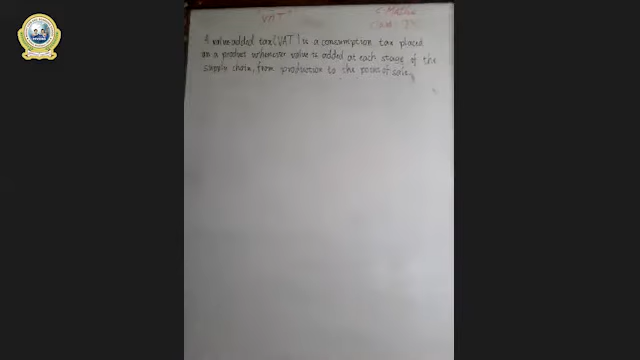 VAT
C. Maths
A value added tax (VAT) is a consumption tax placed
on a product whenever value is added at each stage of the
supply chain, from production to the point of sale.